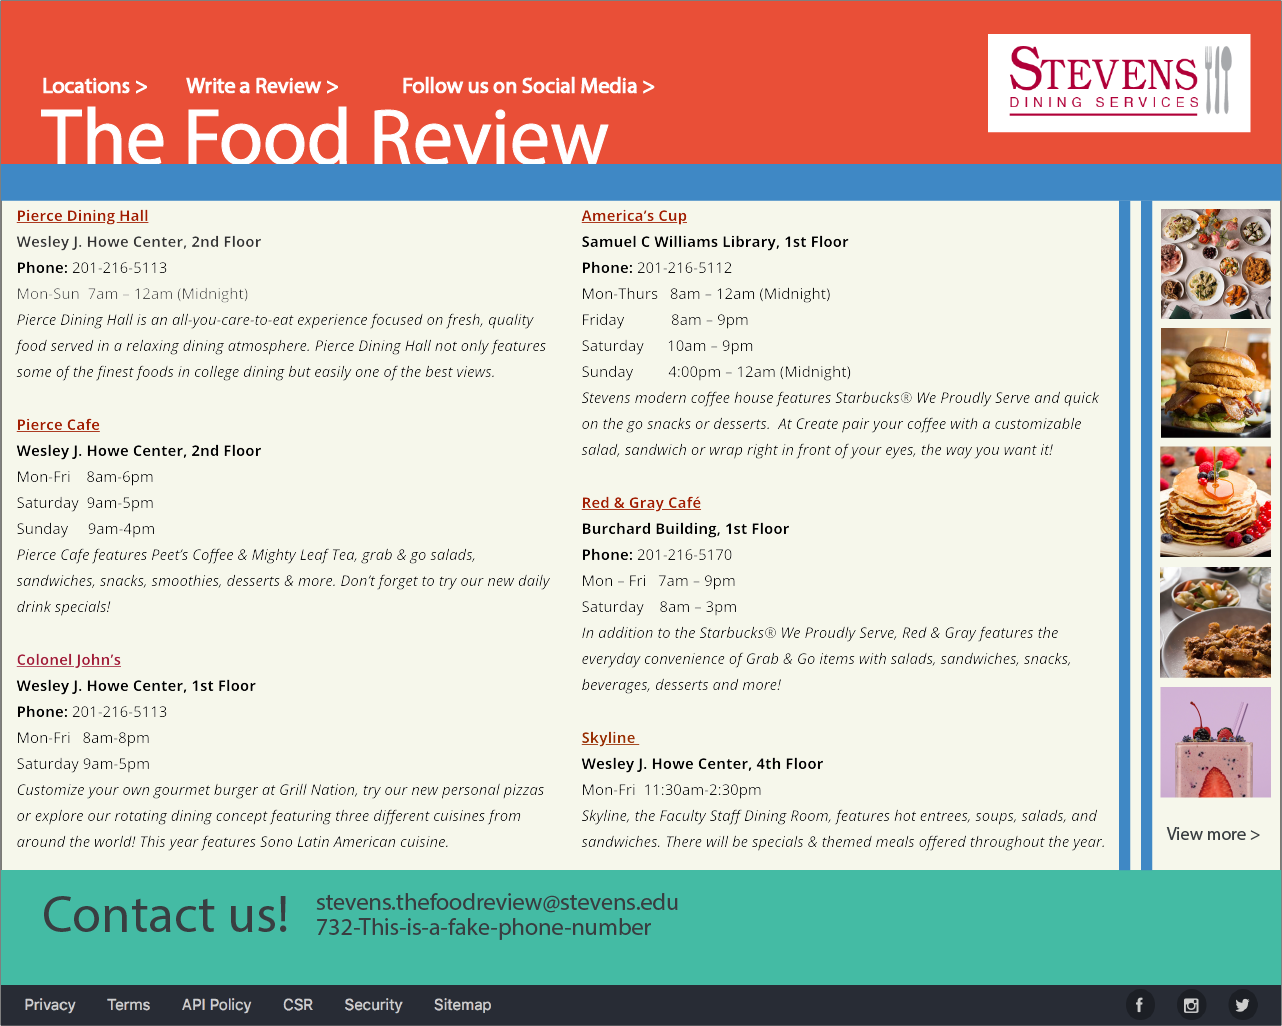 Locations >
Write a Review >
Follow us on Social Media >
The Food Review
STEVENS
DINING SERVICES
Pierce Dining Hall
Wesley J. Howe Center, 2nd Floor
Phone: 201-216-5113
Mon-Sun 7am – 12am (Midnight)
Pierce Dining Hall is an all-you-care-to-eat experience focused on fresh, quality
food served in a relaxing dining atmosphere. Pierce Dining Hall not only features
some of the finest foods in college dining but easily one of the best views.
Pierce Cafe
Wesley J. Howe Center, 2nd Floor
Mon-Fri 8am-6pm
Saturday 9am-5pm
Sunday 9am-4pm
Pierce Cafe features Peet's Coffee & Mighty Leaf Tea, grab & go salads,
sandwiches, snacks, smoothies, desserts & more. Don't forget to try our new daily
drink specials!
Colonel John's
Wesley J. Howe Center, 1st Floor
Phone: 201-216-5113
Mon-Fri 8am-8pm
Saturday 9am-5pm
Customize your own gourmet burger at Grill Nation, try our new personal pizzas
or explore our rotating dining concept featuring three different cuisines from
around the world! This year features Sono Latin American cuisine.
America's Cup
Samuel C Williams Library, 1st Floor
Phone: 201-216-5112
Mon-Thurs 8am – 12am (Midnight)
Friday 8am – 9pm
Saturday 10am – 9pm
Sunday 4:00pm – 12am (Midnight)
Stevens modern coffee house features Starbucks® We Proudly Serve and quick
on the go snacks or desserts. At Create pair your coffee with a customizable
salad, sandwich or wrap right in front of your eyes, the way you want it!
Red & Gray Café
Burchard Building, 1st Floor
Phone: 201-216-5170
Mon – Fri 7am – 9pm
Saturday 8am – 3pm
In addition to the Starbucks® We Proudly Serve, Red & Gray features the
everyday convenience of Grab & Go items with salads, sandwiches, snacks,
beverages, desserts and more!
Skyline
Wesley J. Howe Center, 4th Floor
Mon-Fri 11:30am-2:30pm
Skyline, the Faculty Staff Dining Room, features hot entrees, soups, salads, and
sandwiches. There will be specials & themed meals offered throughout the year.
View more >
Contact us!
stevens.thefoodreview@stevens.edu
732-This-is-a-fake-phone-number
Privacy
Terms
API Policy
CSR
Security
Sitemap